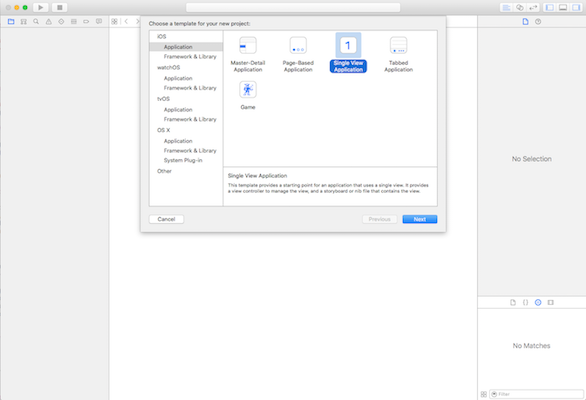 Choose a template for your new project:
iOS
Application
Framework & Library
watchOS
Application
Framework & Library
tvOS
Application
Framework & Library
OS X
Application
Framework & Library
System Plug-in
Other
Master-Detail
Application
Page-Based
Application
1
Single View
Application
Tabbed
Application
Game
Single View Application
This template provides a starting point for an application that uses a single view. It provides
a view controller to manage the view, and a storyboard or nib file that contains the view.
Cancel
Previous
Next
No Selection
No Matches
Filter